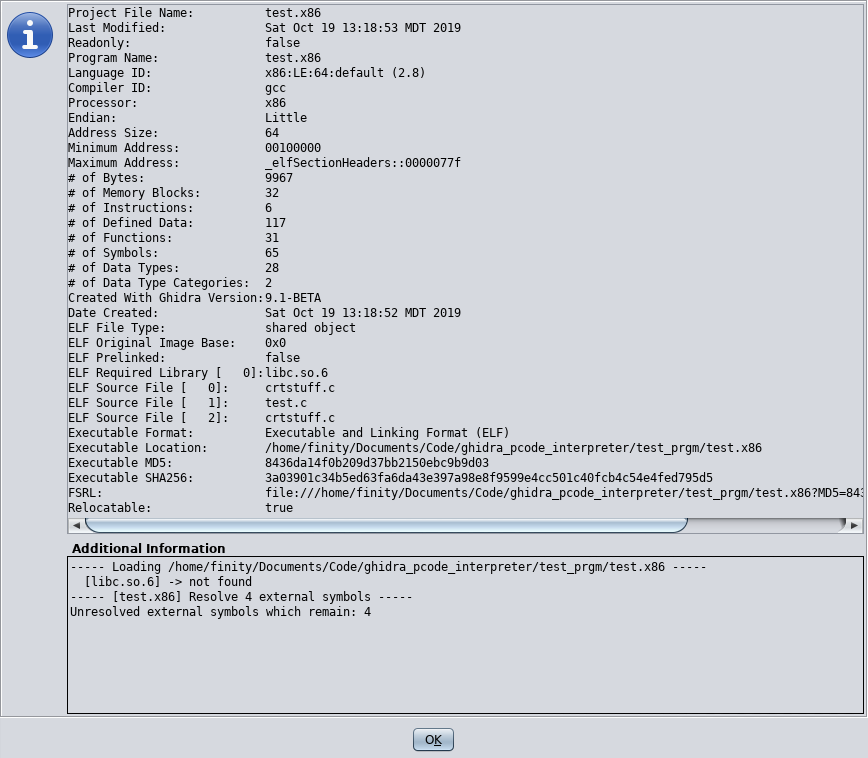 Project File Name: test.x86
Last Modified: Sat Oct 19 13:18:53 MDT 2019
Readonly: false
Program Name: test.x86
Language ID: x86:LE:64:default (2.8)
Compiler ID: gcc
Processor: x86
Endian: Little
Address Size: 64
Minimum Address: 00100000
Maximum Address: _elfSectionHeaders::0000077f
# of Bytes: 9967
# of Memory Blocks: 32
# of Instructions: 6
# of Defined Data: 117
# of Functions: 31
# of Symbols: 65
# of Data Types: 28
# of Data Type Categories: 2
Created With Ghidra Version: 9.1-BETA
Date Created: Sat Oct 19 13:18:52 MDT 2019
ELF File Type: shared object
ELF Original Image Base: 0x0
ELF Prelinked: false
ELF Required Library [   0]: libc.so.6
ELF Source File [   0]: crtstuff.c
ELF Source File [   1]: test.c
ELF Source File [   2]: crtstuff.c
Executable Format: Executable and Linking Format (ELF)
Executable Location: /home/finity/Documents/Code/ghidra_pcode_interpreter/test_prgm/test.x86
Executable MD5: 8436da14f0b209d37bb2150ebc9b9d03
Executable SHA256: 3a03901c34b5ed63fa6da43e397a98e8f9599e4cc501c40fcb4c54e4fed795d5
FSRL: file:///home/finity/Documents/Code/ghidra_pcode_interpreter/test_prgm/test.x86?MD5=843
Relocatable: true
Additional Information
----- Loading /home/finity/Documents/Code/ghidra_pcode_interpreter/test_prgm/test.x86 -----
[libc.so.6] -> not found
----- [test.x86] Resolve 4 external symbols -----
Unresolved external symbols which remain: 4
OK